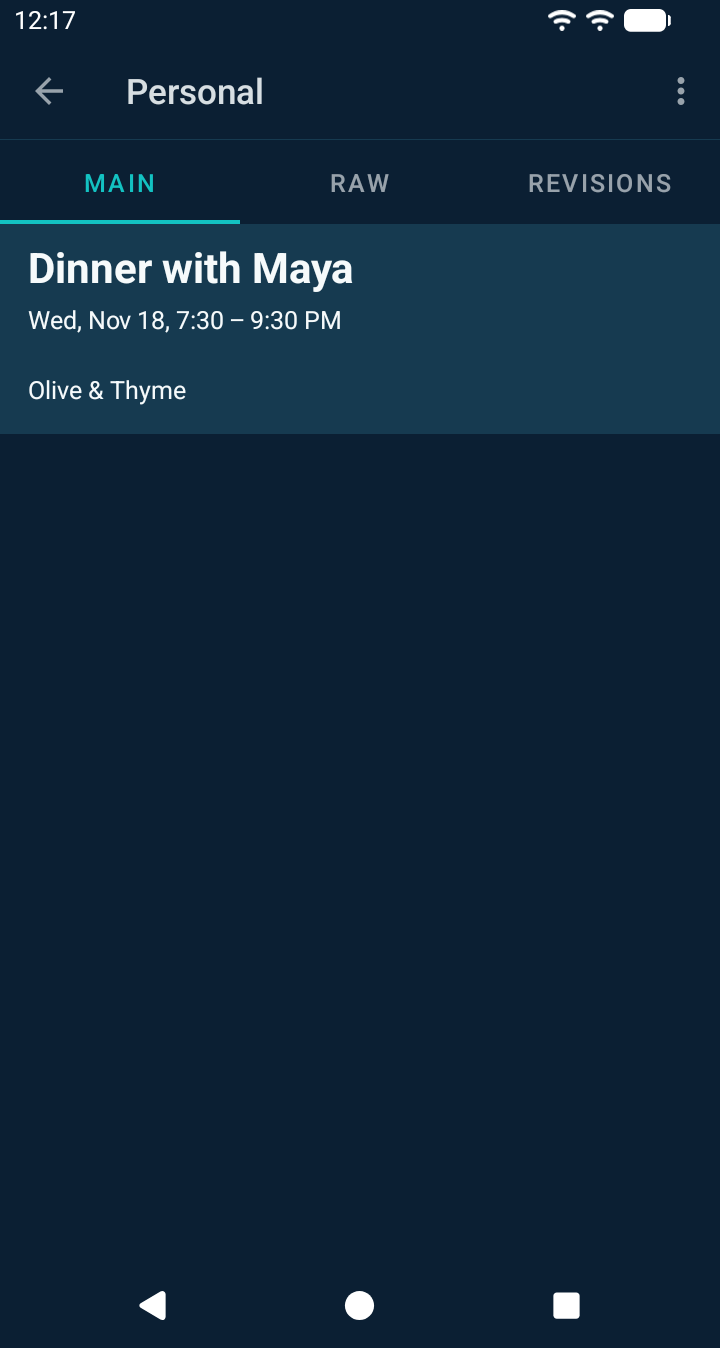 12:17
Personal
MAIN RAW REVISIONS
Dinner with Maya
Wed, Nov 18, 7:30 – 9:30 PM
Olive & Thyme